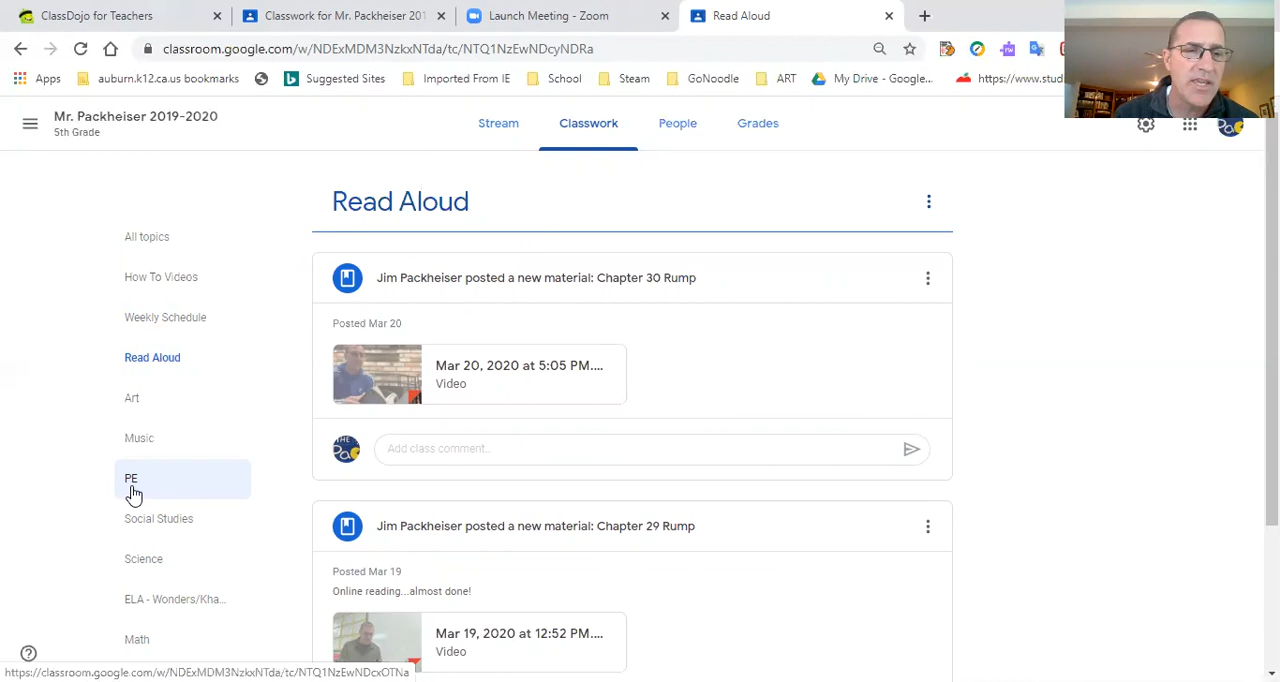 ClassDojo for Teachers
Classwork for Mr. Packheiser 201
Launch Meeting - Zoom
Read Aloud
classroom.google.com/w/NDExMDM3NzkxNTda/tc/NTQ1NzEwNDcyNDRa
Apps
auburn.k12.ca.us bookmarks
Suggested Sites
Imported From IE
School
Steam
GoNoodle
ART
My Drive - Google...
https://www.stud
Mr. Packheiser 2019-2020
5th Grade
Stream
Classwork
People
Grades
Read Aloud
All topics
How To Videos
Weekly Schedule
Read Aloud
Art
Music
PE
Social Studies
Science
ELA - Wonders/Kha...
Math
Jim Packheiser posted a new material: Chapter 30 Rump
Posted Mar 20
Mar 20, 2020 at 5:05 PM....
Video
Add class comment...
Jim Packheiser posted a new material: Chapter 29 Rump
Posted Mar 19
Online reading...almost done!
Mar 19, 2020 at 12:52 PM....
Video
https://classroom.google.com/w/NDExMDM3NzkxNTda/tc/NTQ1NzEwNDcxOTNa